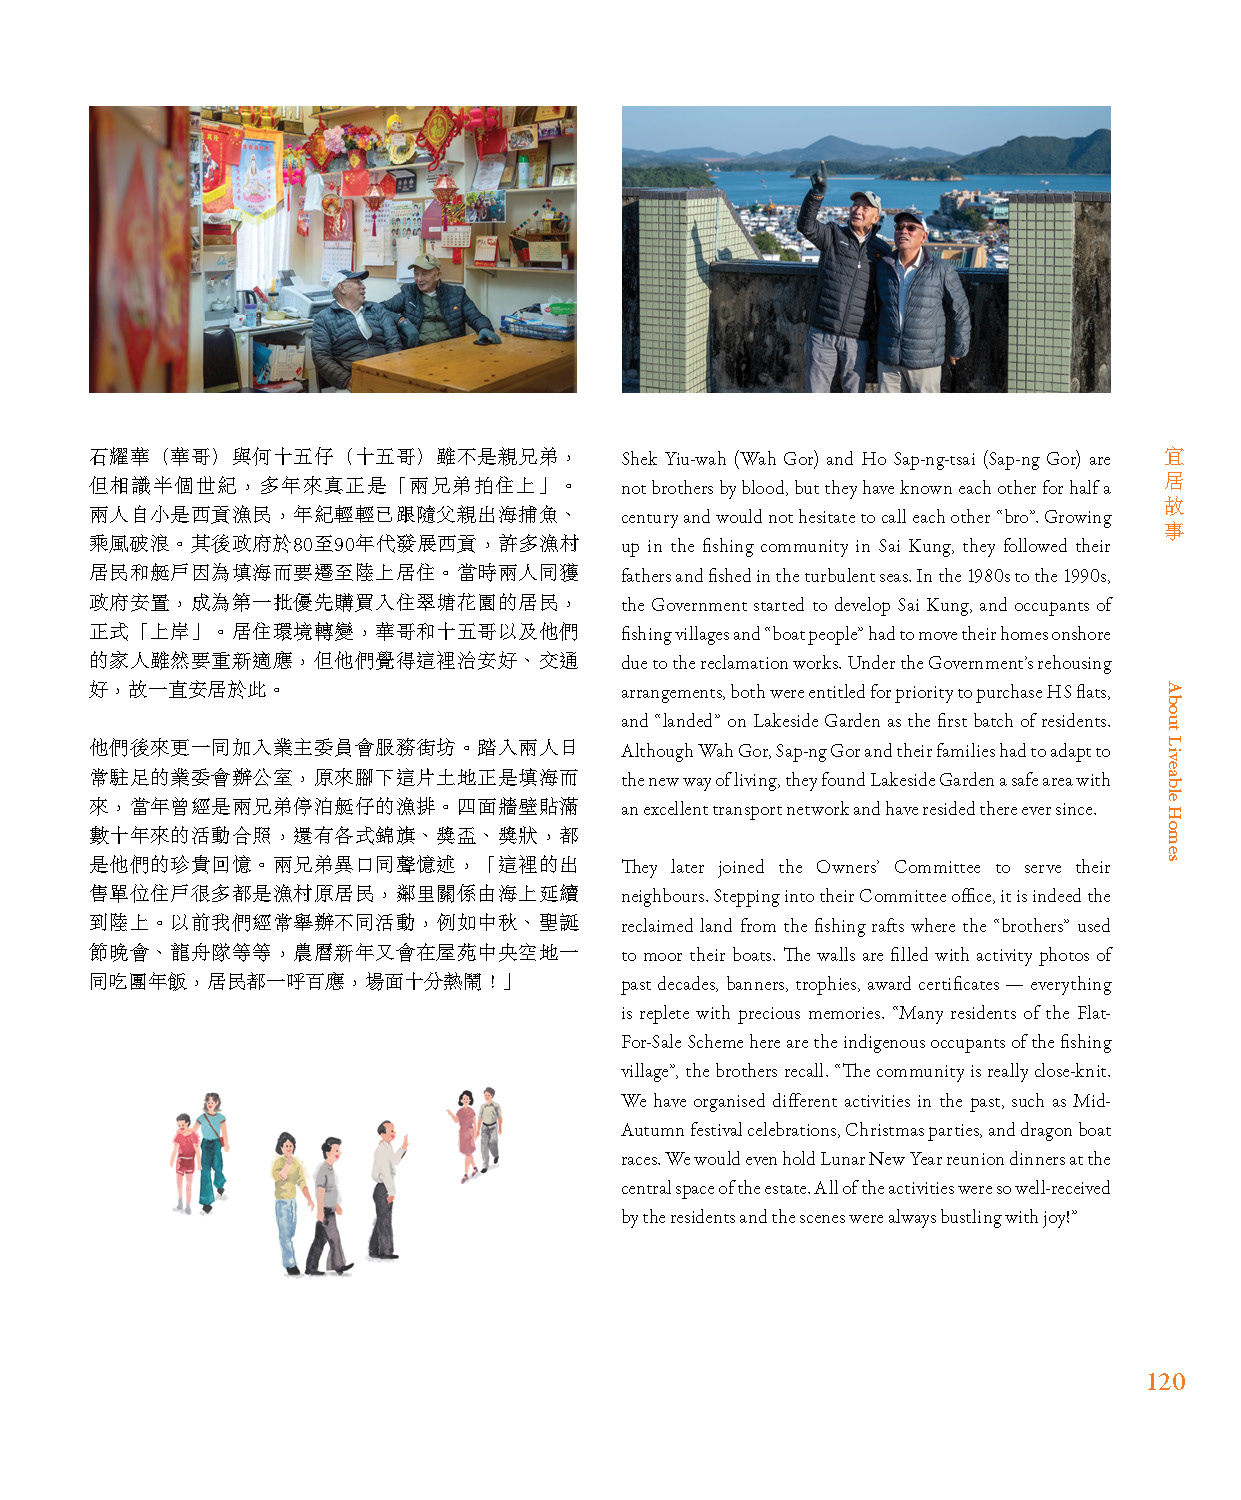 石耀華（華哥）與何十五仔（十五哥）雖不是親兄弟，
但相識半個世紀，多年來真正是「兩兄弟拍住上」。
兩人自小是西貢漁民，年紀輕輕已跟隨父親出海捕魚、
乘風破浪。其後政府於80至90年代發展西貢，許多漁村
居民和艇戶因為填海而要遷至陸上居住。當時兩人同獲
政府安置，成為第一批優先購買入住翠塘花園的居民，
正式「上岸」。居住環境轉變，華哥和十五哥以及他們
的家人雖然要重新適應，但他們覺得這裡治安好、交通
好，故一直安居於此。
他們後來更一同加入業主委員會服務街坊。踏入兩人日
常駐足的業委會辦公室，原來腳下這片土地正是填海而
來，當年曾經是兩兄弟停泊艇仔的漁排。四面牆壁貼滿
數十年來的活動合照，還有各式錦旗、獎盃、獎狀，都
是他們的珍貴回憶。兩兄弟異口同聲憶述，「這裡的出
售單位住戶很多都是漁村原居民，鄰里關係由海上延續
到陸上。以前我們經常舉辦不同活動，例如中秋、聖誕
節晚會、龍舟隊等等，農曆新年又會在屋苑中央空地一
同吃團年飯，居民都一呼百應，場面十分熱鬧！」
Shek Yiu-wah (Wah Gor) and Ho Sap-ng-tsai (Sap-ng Gor) are
not brothers by blood, but they have known each other for half a
century and would not hesitate to call each other “bro”. Growing
up in the fishing community in Sai Kung, they followed their
fathers and fished in the turbulent seas. In the 1980s to the 1990s,
the Government started to develop Sai Kung, and occupants of
fishing villages and “boat people” had to move their homes onshore
due to the reclamation works. Under the Government’s rehousing
arrangements, both were entitled for priority to purchase HS flats,
and “landed” on Lakeside Garden as the first batch of residents.
Although Wah Gor, Sap-ng Gor and their families had to adapt to
the new way of living, they found Lakeside Garden a safe area with
an excellent transport network and have resided there ever since.
They later joined the Owners’ Committee to serve their
neighbours. Stepping into their Committee office, it is indeed the
reclaimed land from the fishing rafts where the “brothers” used
to moor their boats. The walls are filled with activity photos of
past decades, banners, trophies, award certificates — everything
is replete with precious memories. “Many residents of the Flat-
For-Sale Scheme here are the indigenous occupants of the fishing
village”, the brothers recall. “The community is really close-knit.
We have organised different activities in the past, such as Mid-
Autumn festival celebrations, Christmas parties, and dragon boat
races. We would even hold Lunar New Year reunion dinners at the
central space of the estate. All of the activities were so well-received
by the residents and the scenes were always bustling with joy!”
宜居故事
About Liveable Homes
120